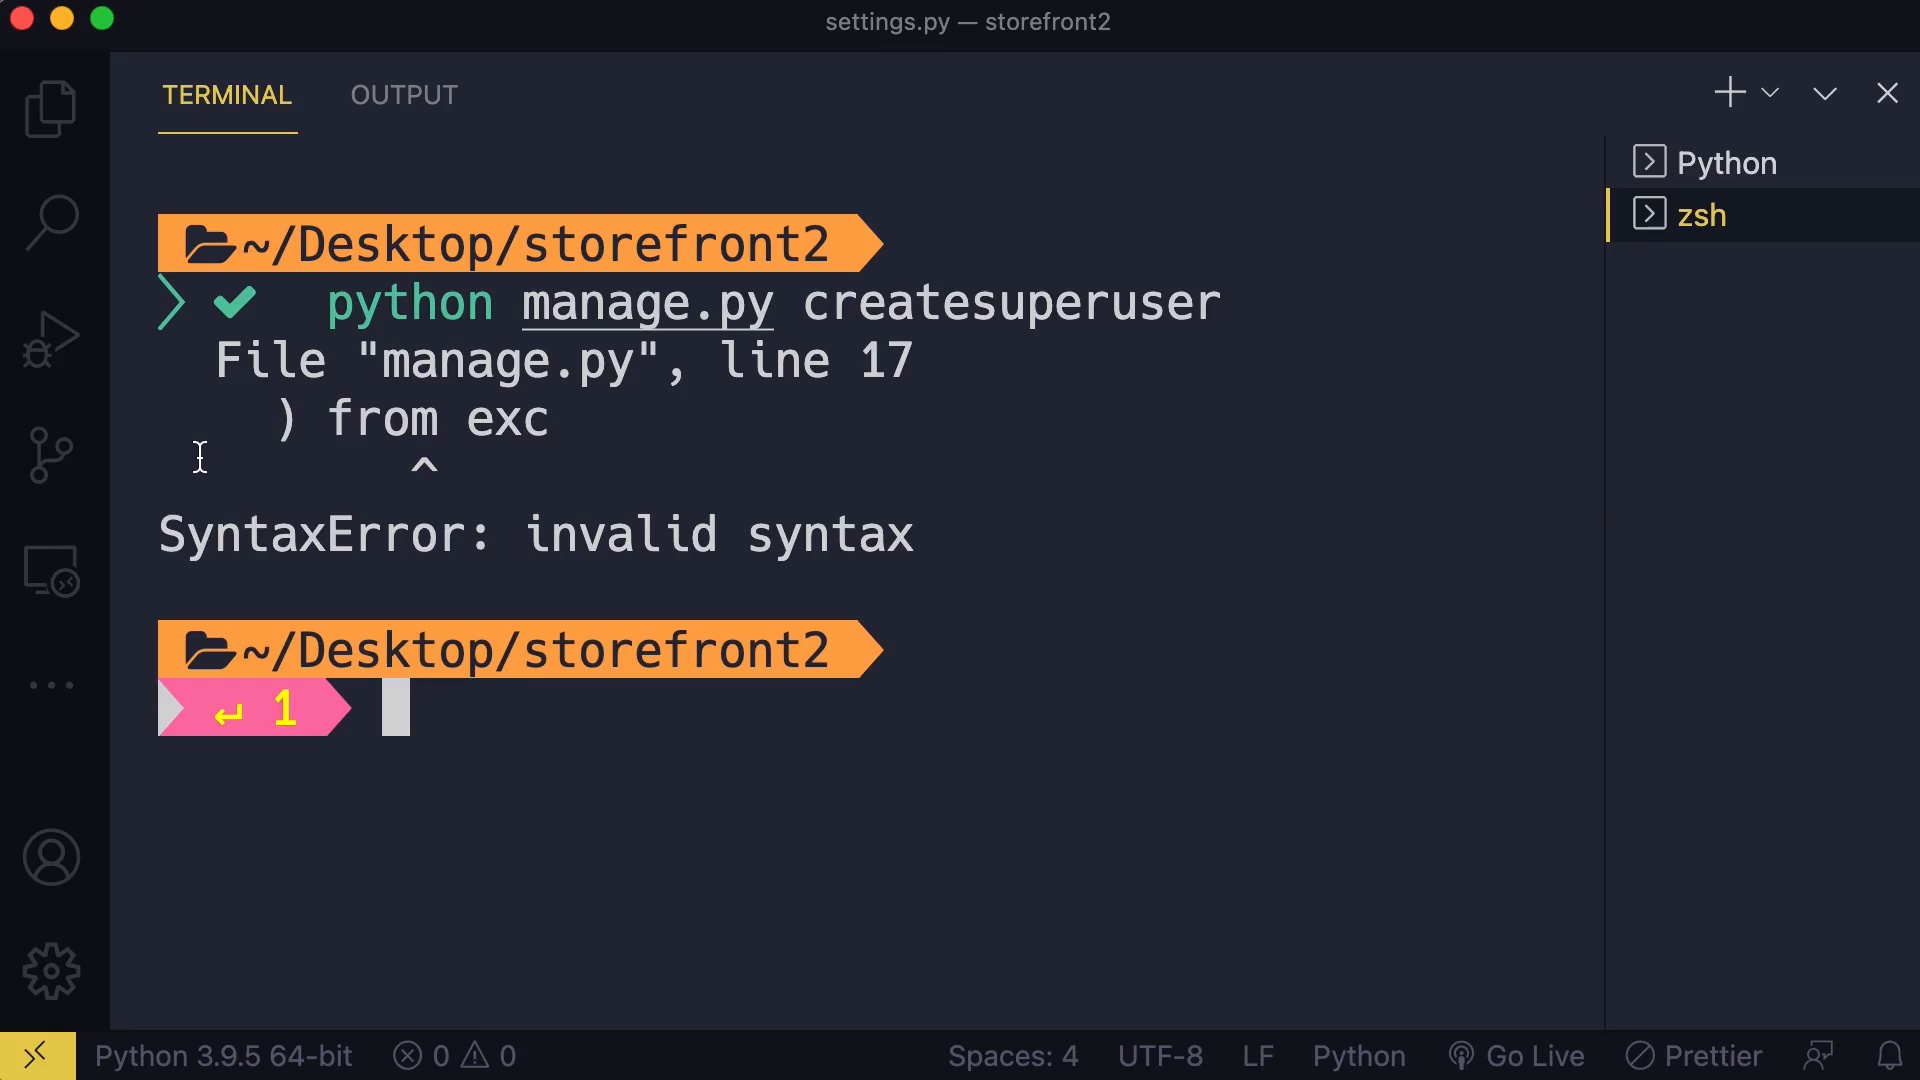 settings.py — storefront2
TERMINAL OUTPUT
Python
zsh
~/Desktop/storefront2
python manage.py createsuperuser
File "manage.py", line 17
) from exc
^
SyntaxError: invalid syntax
~/Desktop/storefront2
↵ 1
Python 3.9.5 64-bit 0 0 Spaces: 4 UTF-8 LF Python Go Live Prettier